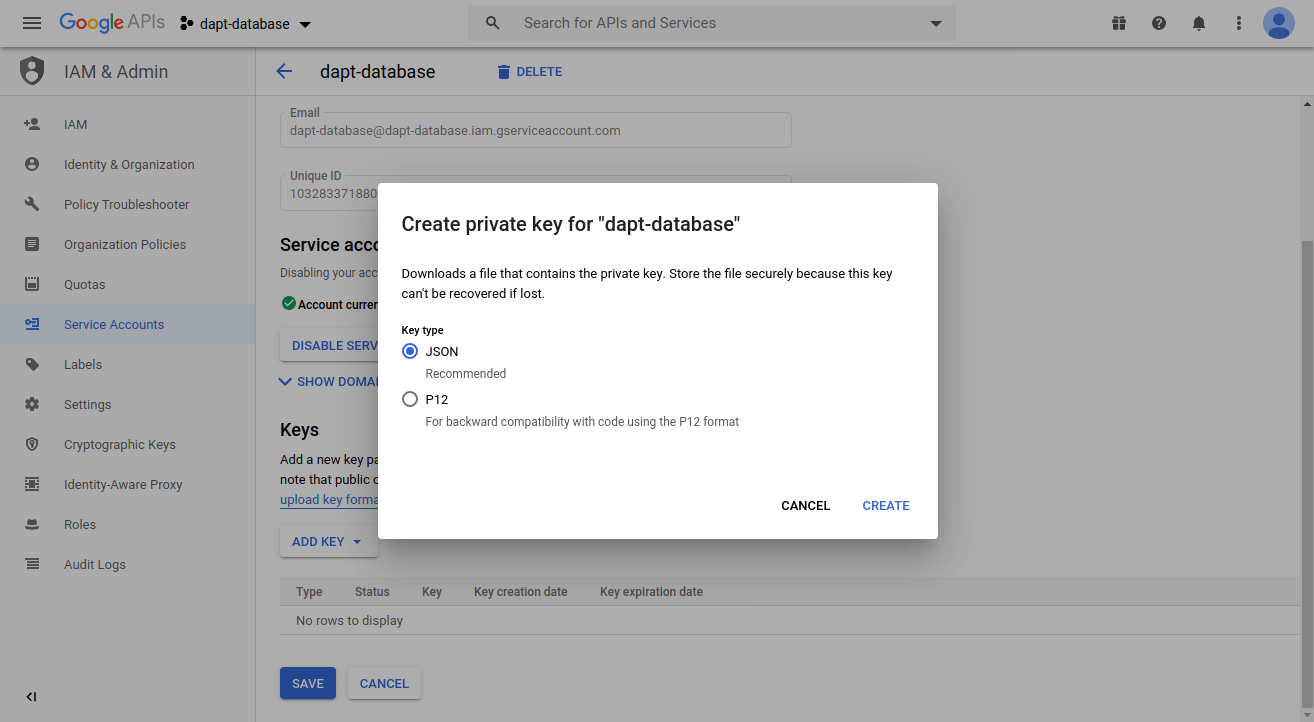 Google APIs
dapt-database
Search for APIs and Services
IAM & Admin
dapt-database
DELETE
IAM
Identity & Organization
Policy Troubleshooter
Organization Policies
Quotas
Service Accounts
Labels
Settings
Cryptographic Keys
Identity-Aware Proxy
Roles
Audit Logs
Email
dapt-database@dapt-database.iam.gserviceaccount.com
Unique ID
103283371880
Service acco
Disabling your acc
Account curren
DISABLE SERV
SHOW DOMA
Keys
Add a new key pa
note that public c
upload key forma
ADD KEY
Create private key for "dapt-database"
Downloads a file that contains the private key. Store the file securely because this key
can't be recovered if lost.
Key type
JSON
Recommended
P12
For backward compatibility with code using the P12 format
CANCEL
CREATE
Type Status Key Key creation date Key expiration date
No rows to display
SAVE
CANCEL